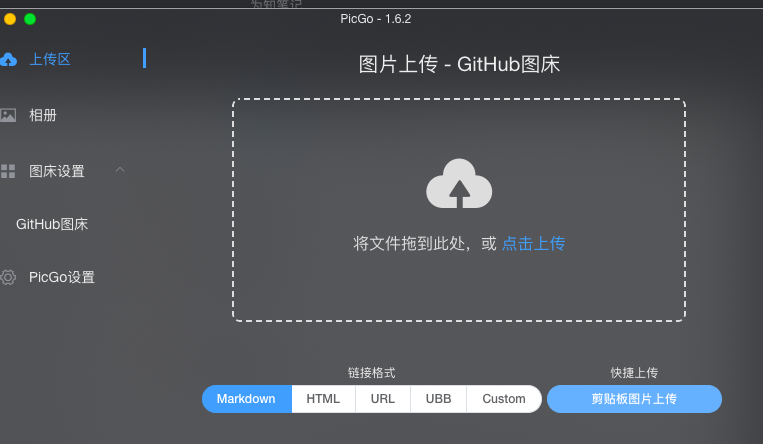 为知笔记
PicGo - 1.6.2
上传区
相册
图床设置
GitHub图床
PicGo设置
图片上传 - GitHub图床
将文件拖到此处，或 点击上传
链接格式
快捷上传
Markdown HTML URL UBB Custom
剪贴板图片上传